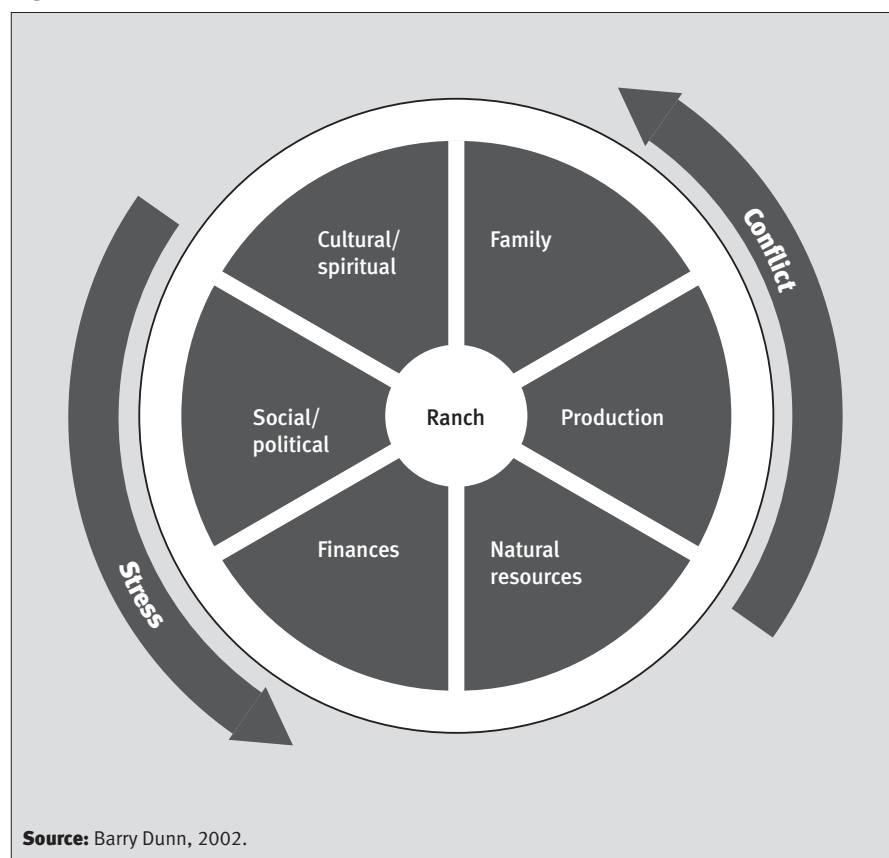 Cultural/
spiritual
Family
Conflict
Social/
political
Ranch
Production
Finances
Natural
resources
Stress
Source: Barry Dunn, 2002.